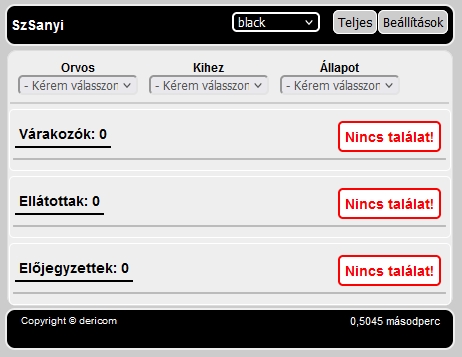 SzSanyi black Teljes Beállítások
Orvos Kihez Állapot
- Kérem válasszon - Kérem válasszon - Kérem válasszon
Várakozók: 0 Nincs találat!
Ellátottak: 0 Nincs találat!
Előjegyzettek: 0 Nincs találat!
Copyright © dericom 0,5045 másodperc